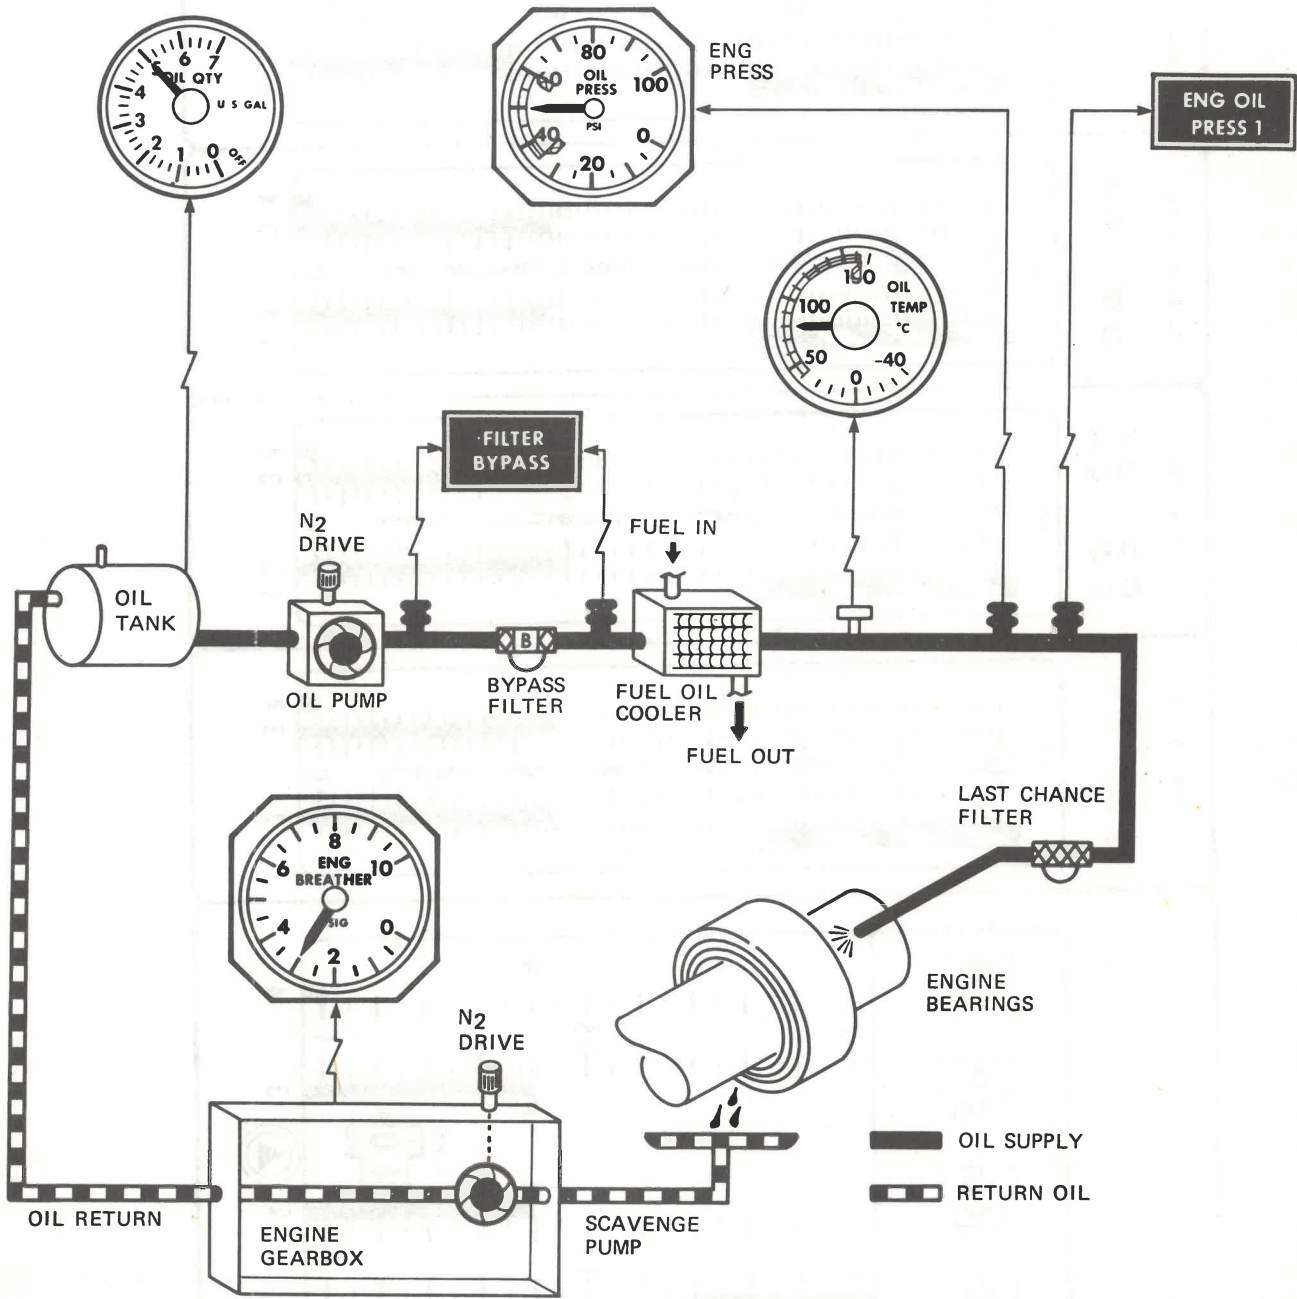 6 7
5
OIL QTY
4
U S GAL
3
2 1 0 OFF
80
60 OIL 100
PRESS
PSI
40 0
20
ENG
PRESS
ENG OIL
PRESS 1
150
OIL
100 TEMP
°C
50 -40
0
FILTER
BYPASS
N2
DRIVE
FUEL IN
OIL
TANK
B
OIL PUMP
BYPASS
FILTER
FUEL OIL
COOLER
FUEL OUT
LAST CHANCE
FILTER
8
6 ENG 10
BREATHER
SIG
4 0
2
ENGINE
BEARINGS
N2
DRIVE
OIL SUPPLY
RETURN OIL
OIL RETURN
ENGINE
GEARBOX
SCAVENGE
PUMP